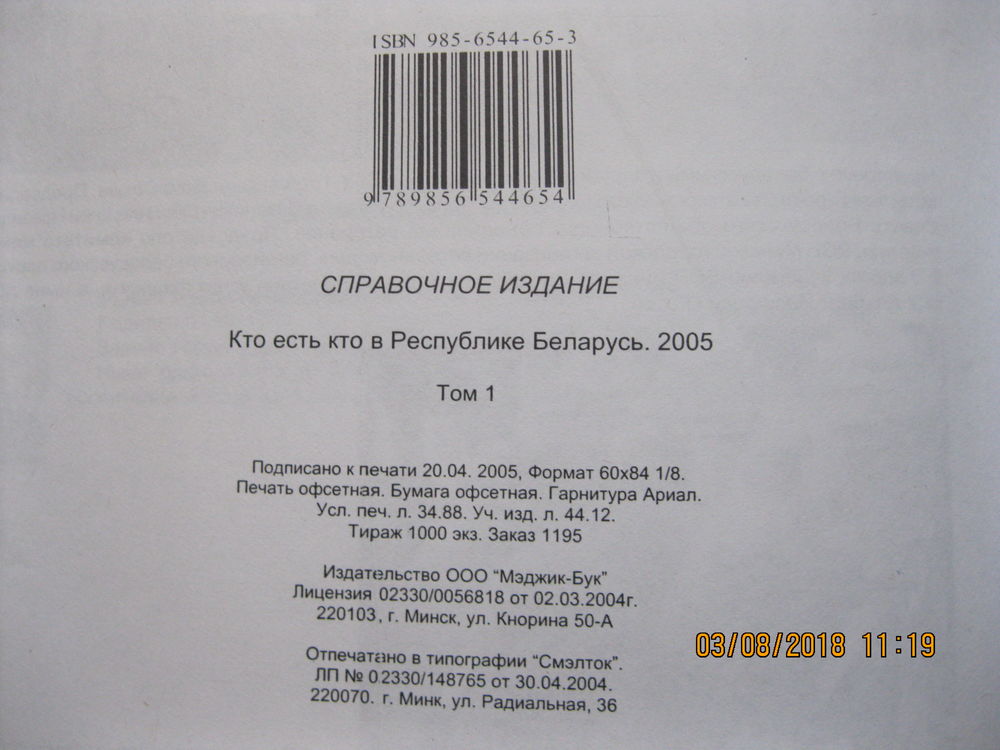 ISBN 985-6544-65-3
9 789856 544654
СПРАВОЧНОЕ ИЗДАНИЕ
Кто есть кто в Республике Беларусь. 2005
Том 1
Подписано к печати 20.04. 2005, Формат 60x84 1/8.
Печать офсетная. Бумага офсетная. Гарнитура Ариал.
Усл. печ. л. 34.88. Уч. изд. л. 44.12.
Тираж 1000 экз. Заказ 1195
Издательство ООО “Мэджик-Бук”
Лицензия 02330/0056818 от 02.03.2004г.
220103, г. Минск, ул. Кнорина 50-А
Отпечатано в типографии “Смэлток”.
ЛП № 02330/148765 от 30.04.2004.
220070. г. Минк, ул. Радиальная, 36
03/08/2018 11:19